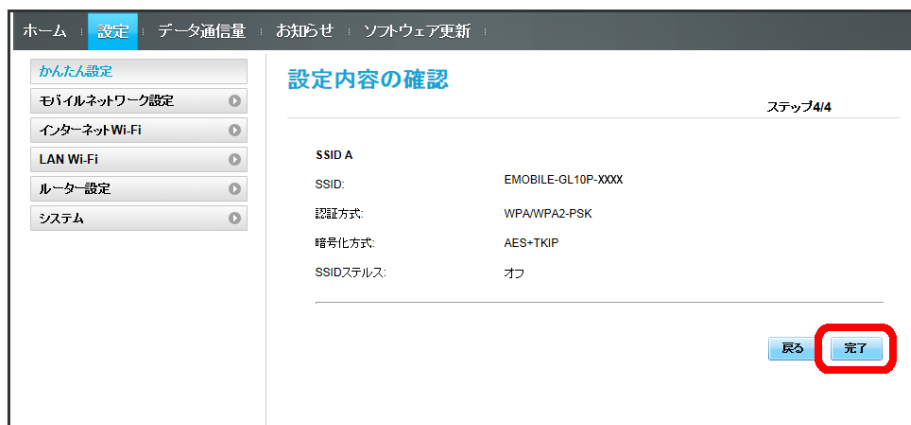 ホーム 設定 データ通信量 お知らせ ソフトウェア更新
かんたん設定
モバイルネットワーク設定
インターネットWi-Fi
LAN Wi-Fi
ルーター設定
システム
設定内容の確認
ステップ4/4
SSID A
SSID: EMOBILE-GL10P-XXXX
認証方式: WPA/WPA2-PSK
暗号化方式: AES+TKIP
SSIDステルス: オフ
戻る 完了